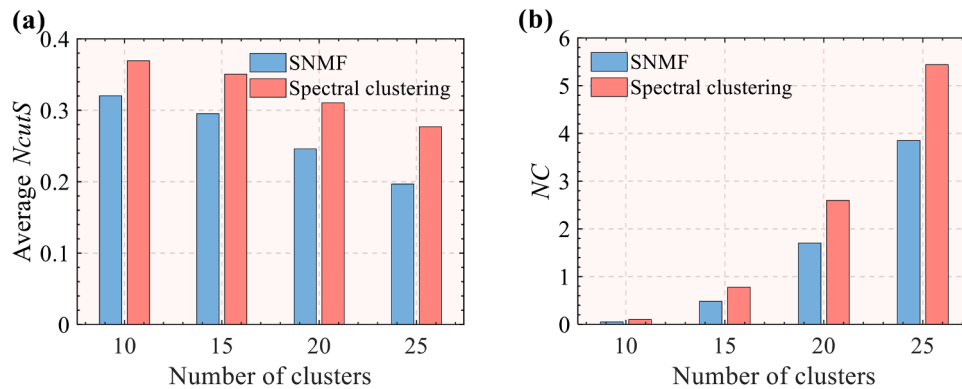 (a)
0.4
0.3
0.2
0.1
0
Average NcutS
SNMF
Spectral clustering
10 15 20 25
Number of clusters
(b)
6
5
4
3
2
1
0
NC
SNMF
Spectral clustering
10 15 20 25
Number of clusters